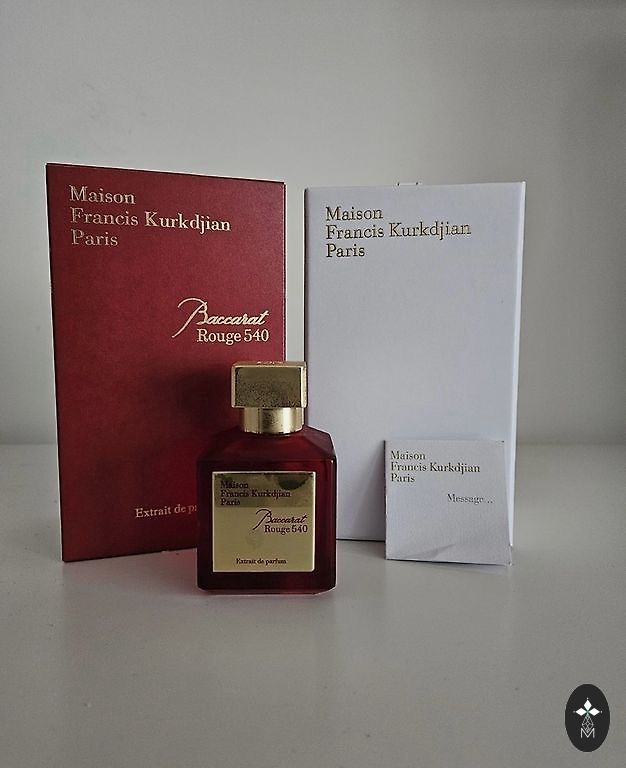 Maison
Francis Kurkdjian
Paris
Baccarat
Rouge 540
Extrait de
Maison
Francis Kurkdjian
Paris
Maison
Francis Kurkdjian
Paris
Baccarat
Rouge 540
Extrait de parfum
Maison
Francis Kurkdjian
Paris
Message..
M